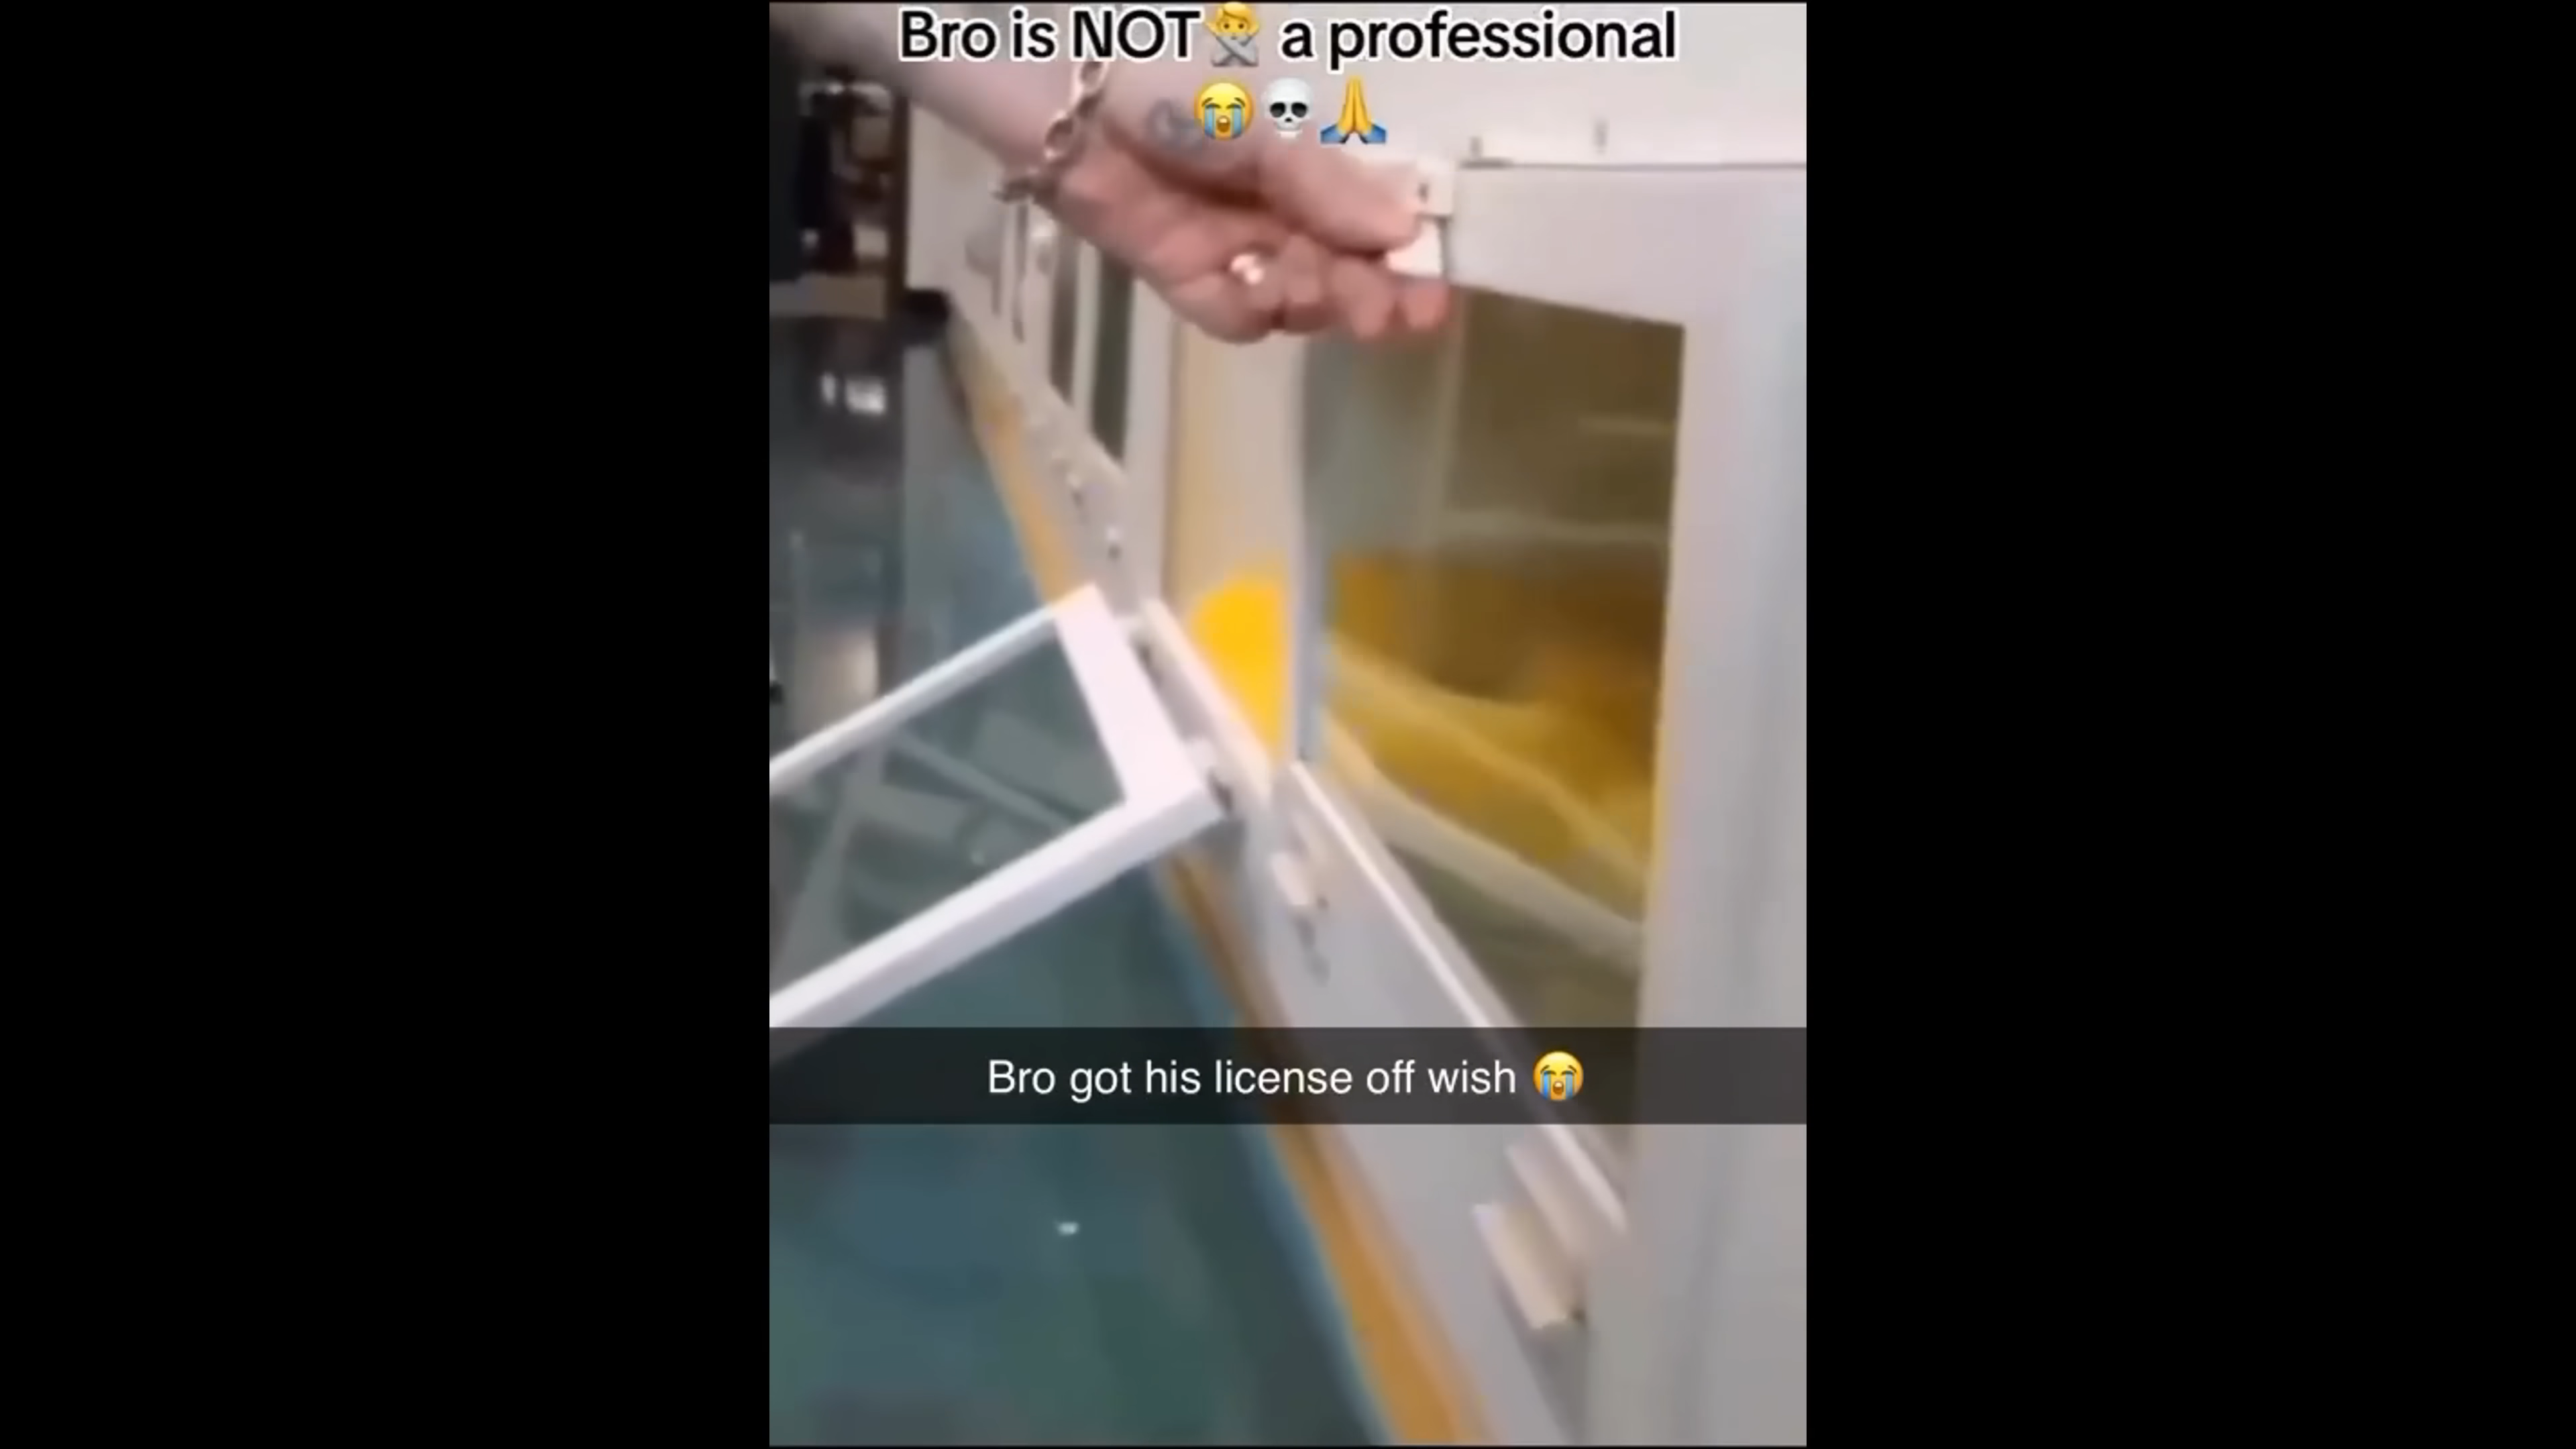 Bro is NOT🙅 a professional
😭💀🙏
Bro got his license off wish 😭